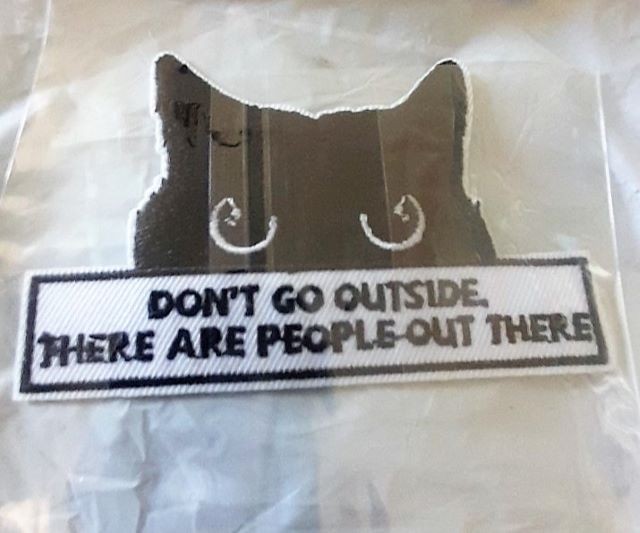 DON'T GO OUTSIDE.
THERE ARE PEOPLE OUT THERE